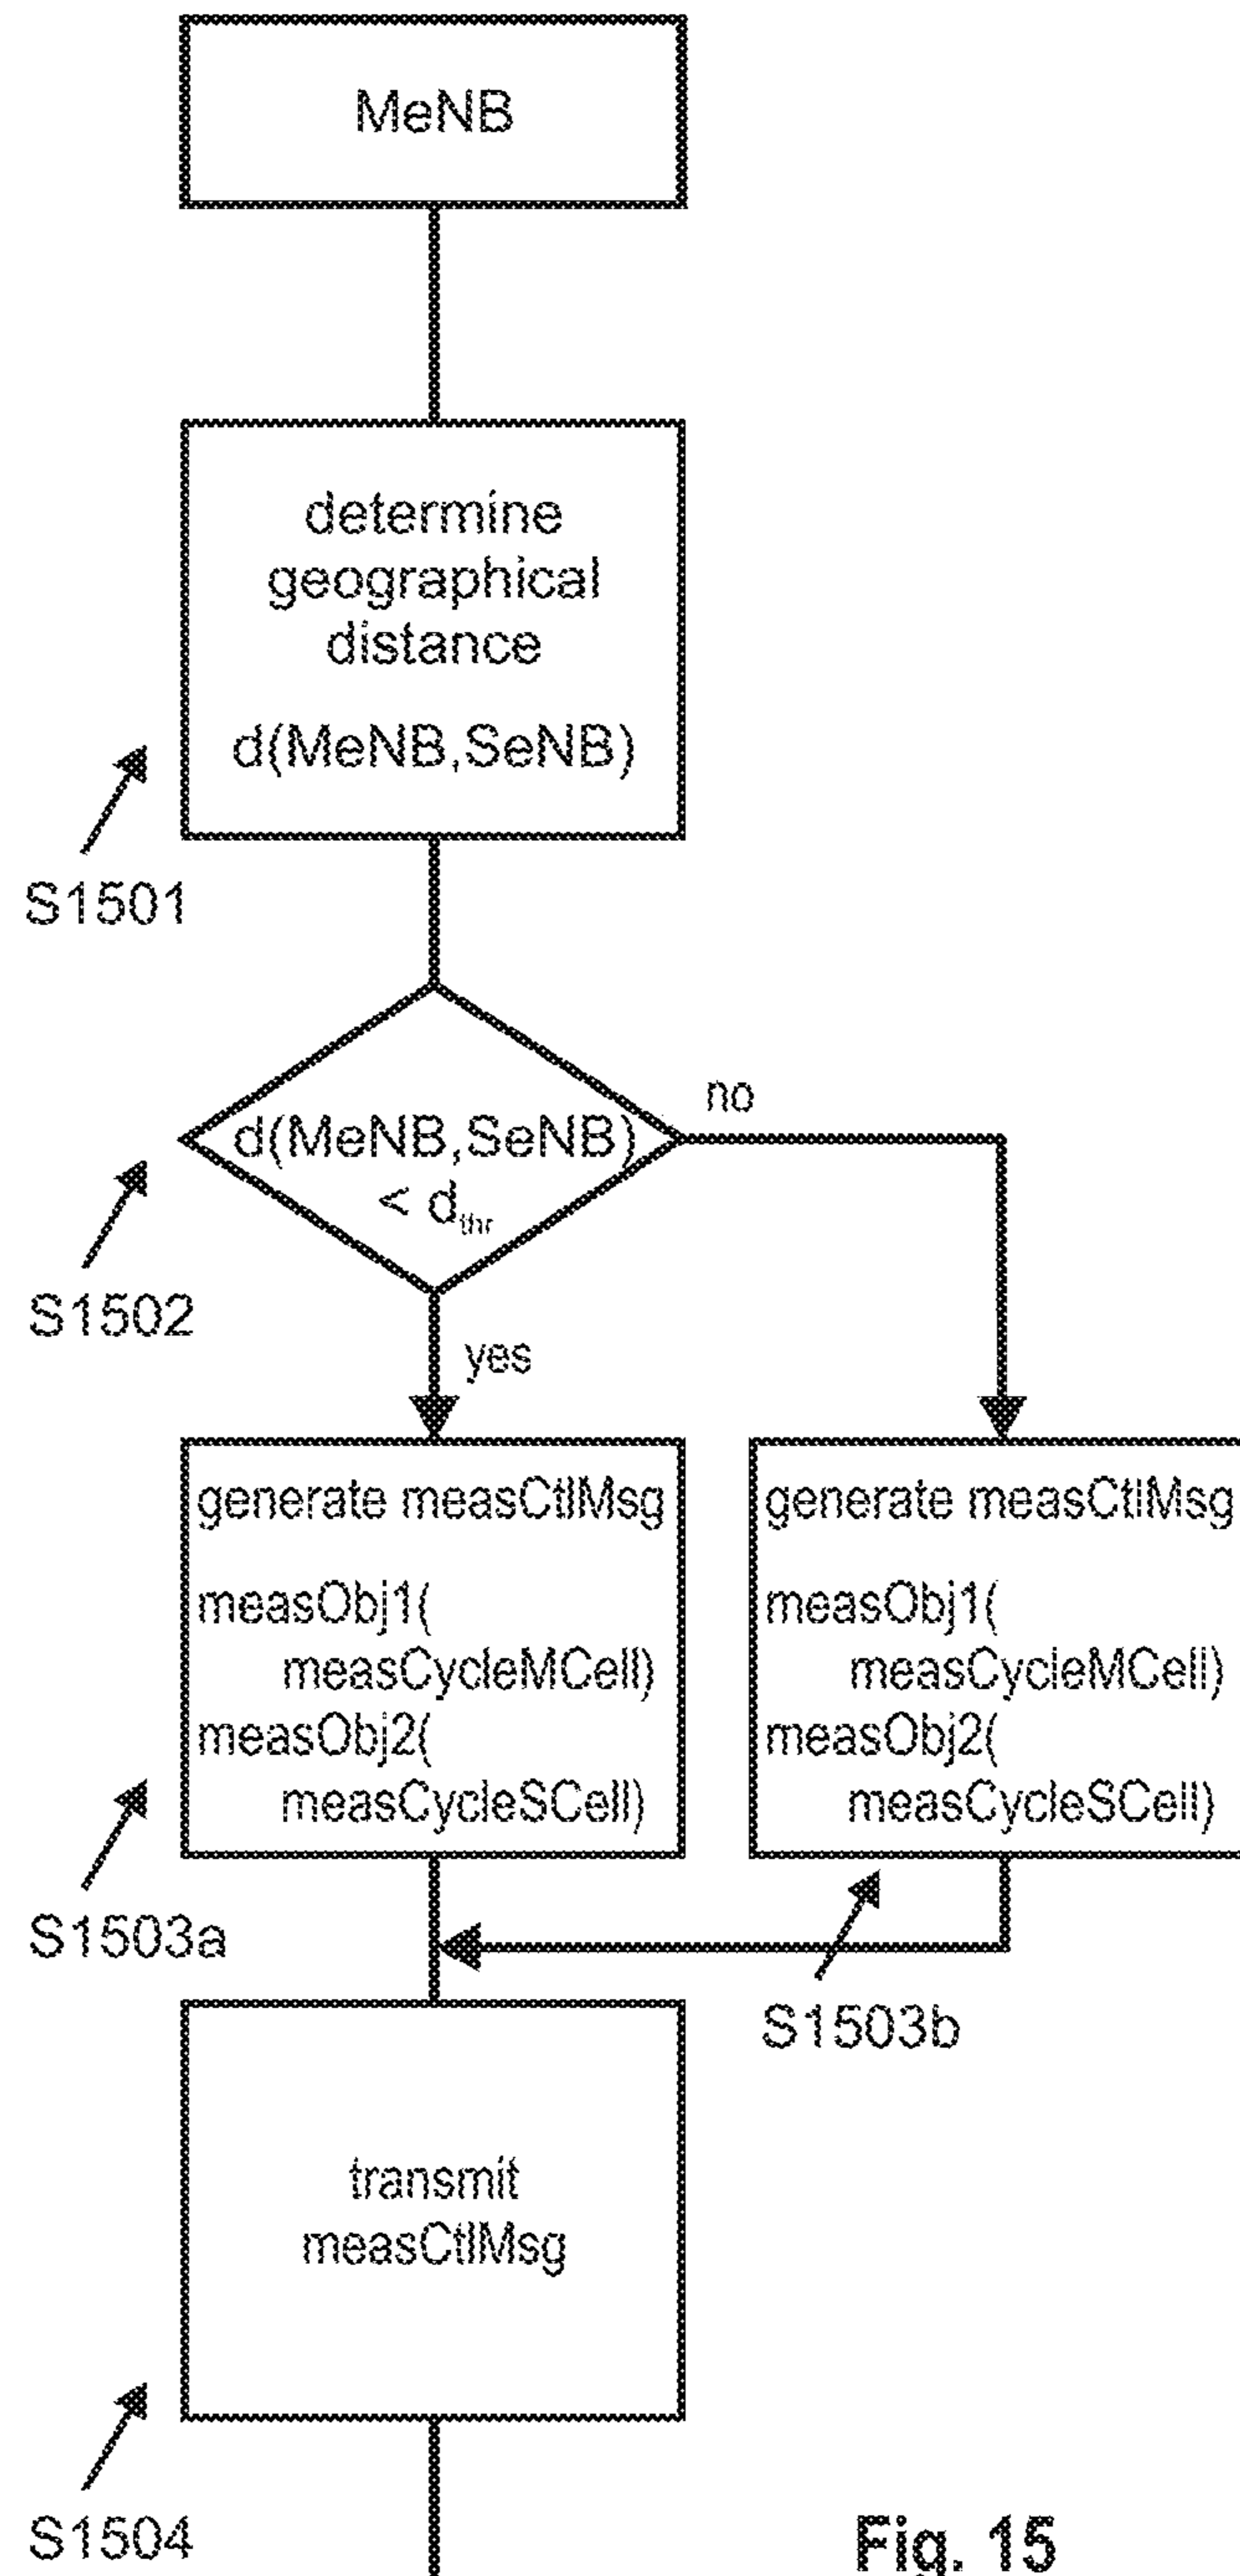 MeNB
determine
geographical
distance
d(MeNB,SeNB)
S1501
d(MeNB,SeNB)
< dthr
no
S1502
yes
generate measCtlMsg
measObj1(
measCycleMCell)
measObj2(
measCycleSCell)
S1503a
generate measCtlMsg
measObj1(
measCycleMCell)
measObj2(
measCycleSCell)
S1503b
transmit
measCtlMsg
S1504
Fig. 15